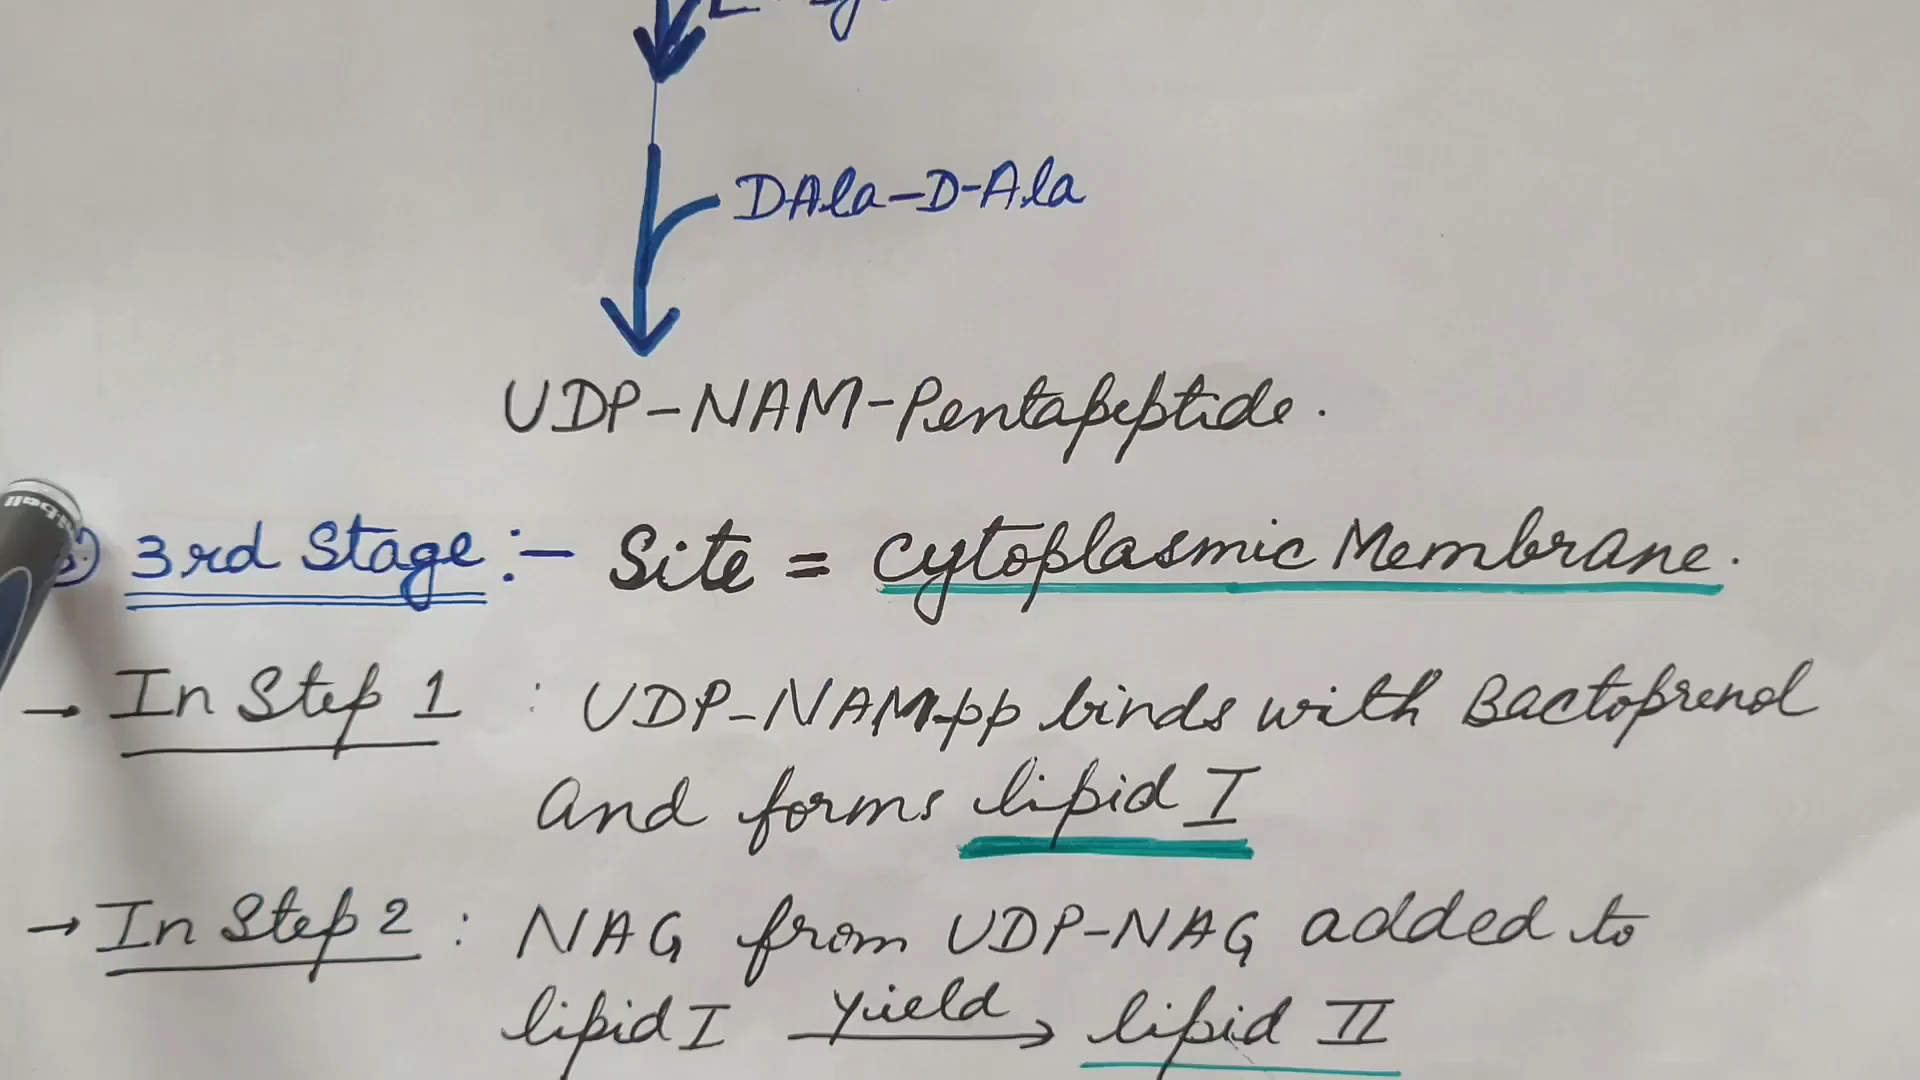 DAla-D-Ala
UDP-NAM-Pentapeptide.
3rd Stage:- Site = Cytoplasmic Membrane.
→ In Step 1 : UDP-NAM-pp binds with Bactoprenol
and forms lipid I
→ In Step 2 : NAG from UDP-NAG added to
lipid I yield → lipid II